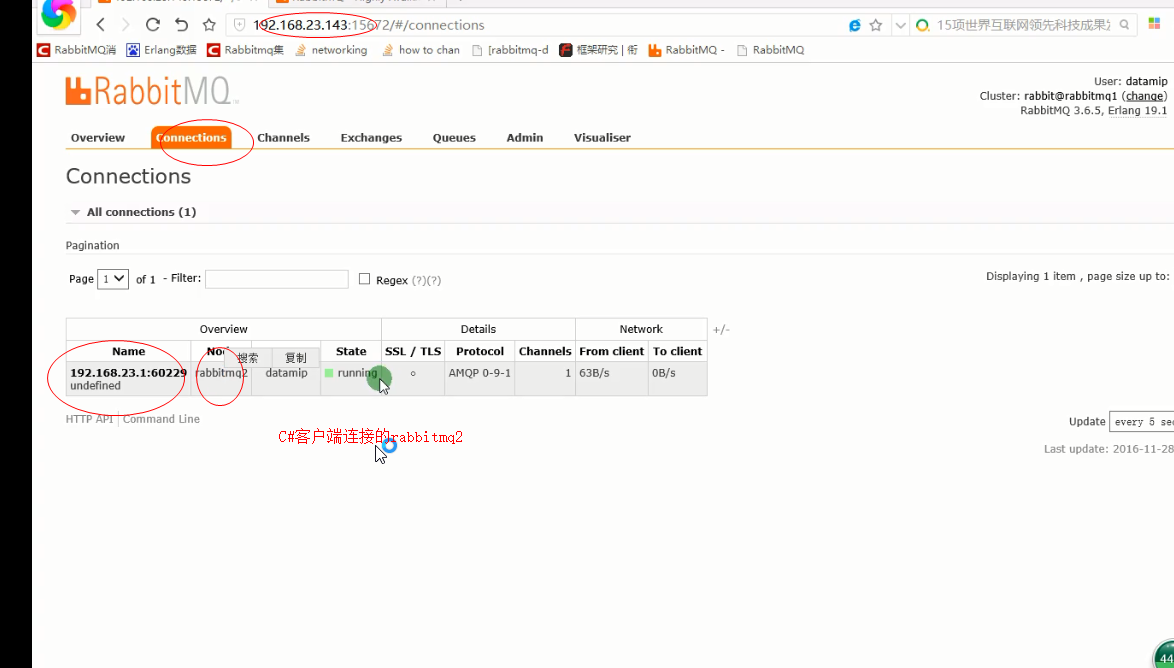 192.168.23.143:15672/#/connections
15项世界互联网领先科技成果发
RabbitMQ消 Erlang数据 Rabbitmq集 networking how to chan [rabbitmq-d 框架研究 | 衔 RabbitMQ - RabbitMQ
RabbitMQ
User: datamip
Cluster: rabbit@rabbitmq1 (change)
RabbitMQ 3.6.5, Erlang 19.1
Overview Connections Channels Exchanges Queues Admin Visualiser
Connections
All connections (1)
Pagination
Page 1 of 1 - Filter: Regex (?)(?)
Displaying 1 item , page size up to:
Overview Details Network +/-
Name 搜索 复制 State SSL / TLS Protocol Channels From client To client
192.168.23.1:60229 rabbitmq2 datamip running ○ AMQP 0-9-1 1 63B/s 0B/s
undefined
HTTP API Command Line
Update every 5 sec
C#客户端连接的rabbitmq2
Last update: 2016-11-28
44